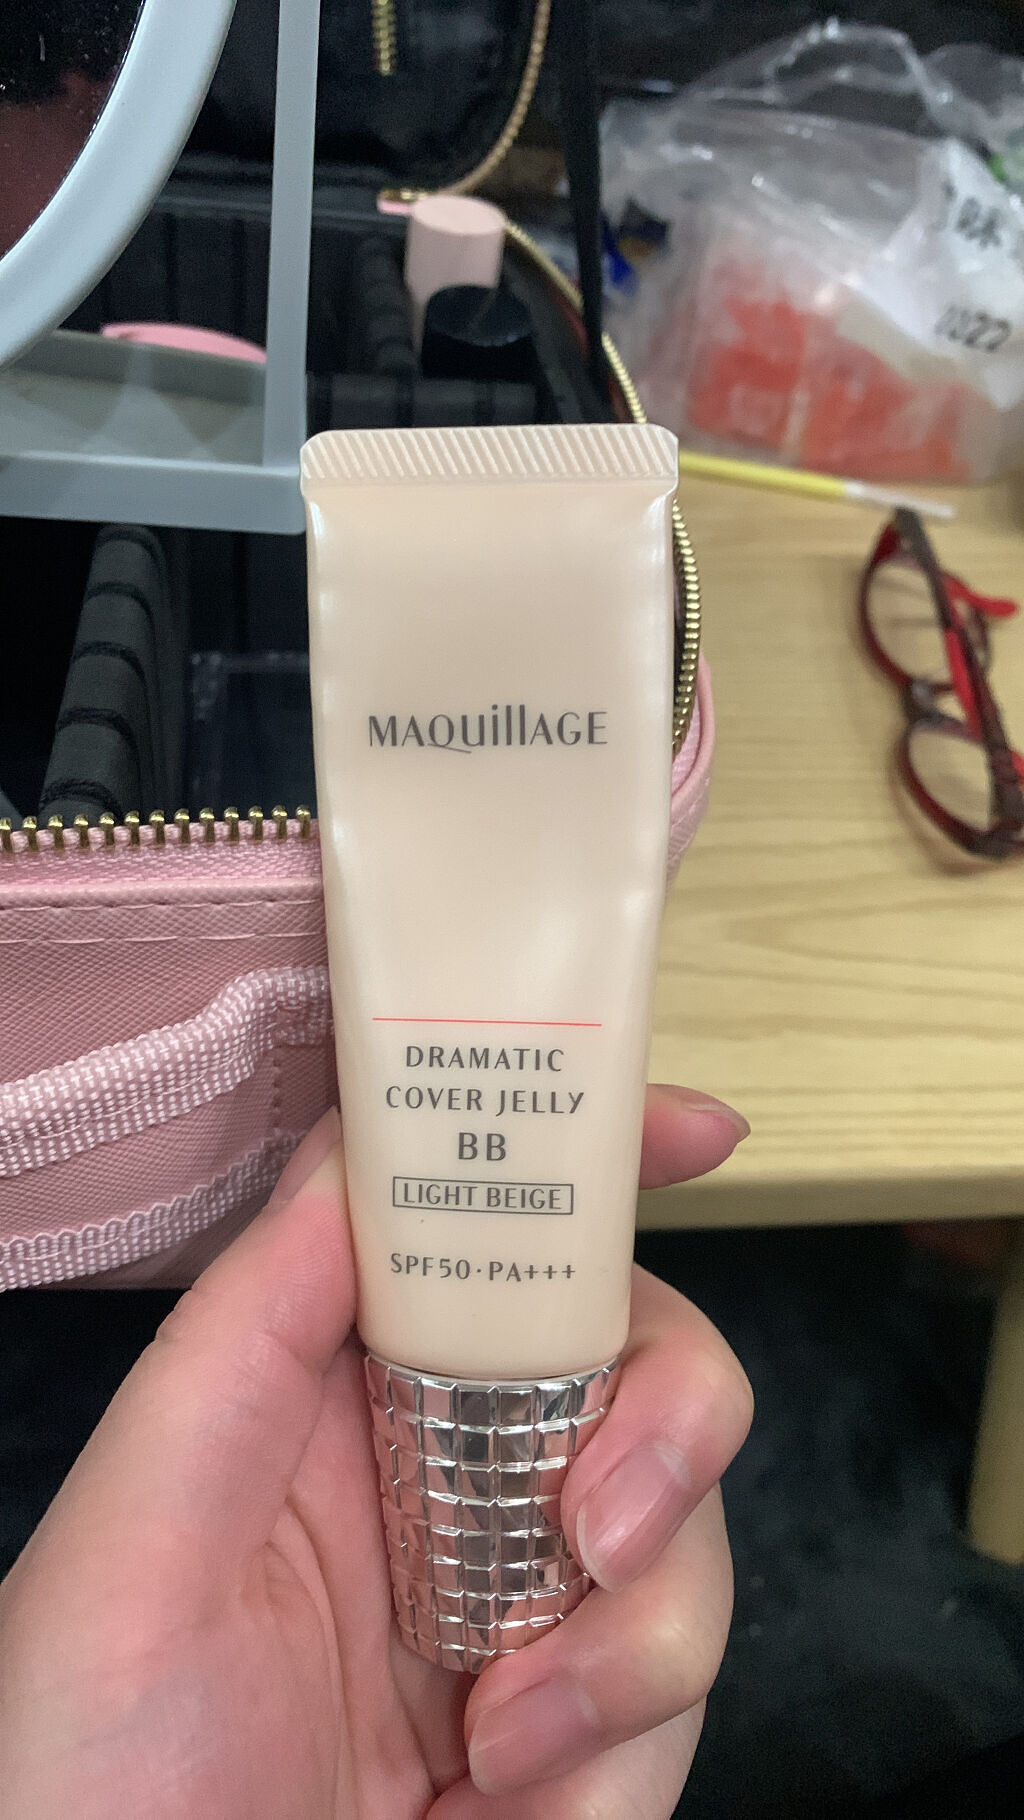 MAQuillAGE
DRAMATIC
COVER JELLY
BB
LIGHT BEIGE
SPF50·PA+++